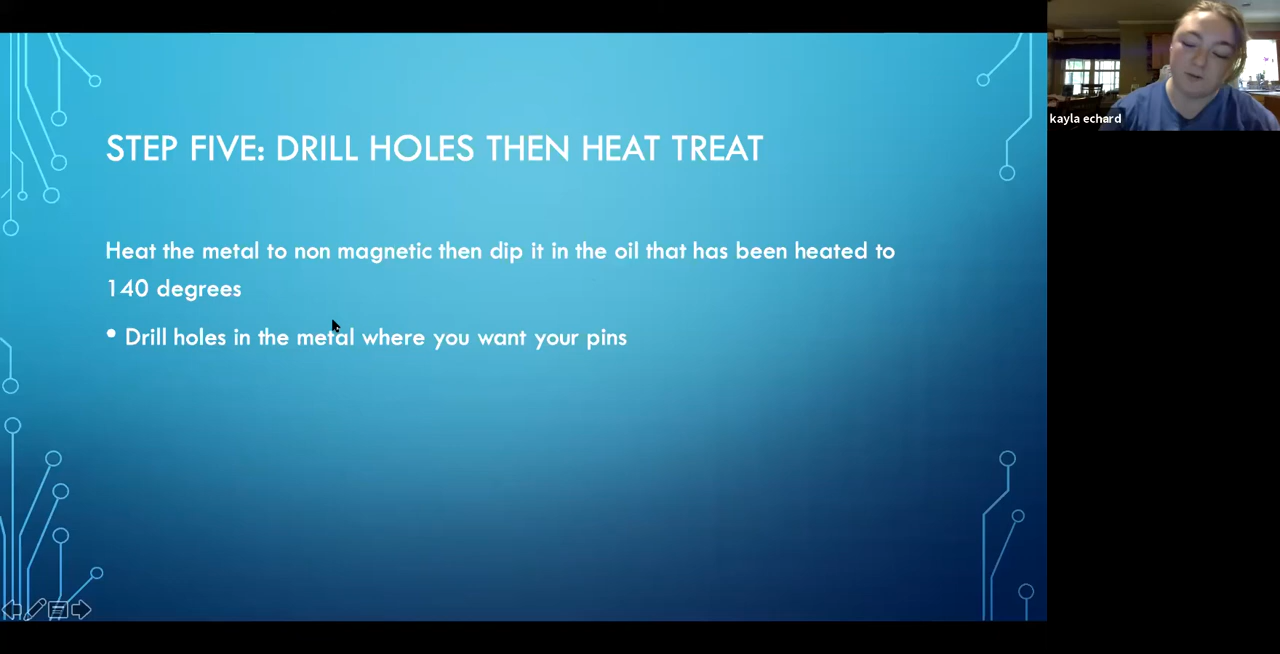 STEP FIVE: DRILL HOLES THEN HEAT TREAT
Heat the metal to non magnetic then dip it in the oil that has been heated to
140 degrees
• Drill holes in the metal where you want your pins
kayla echard